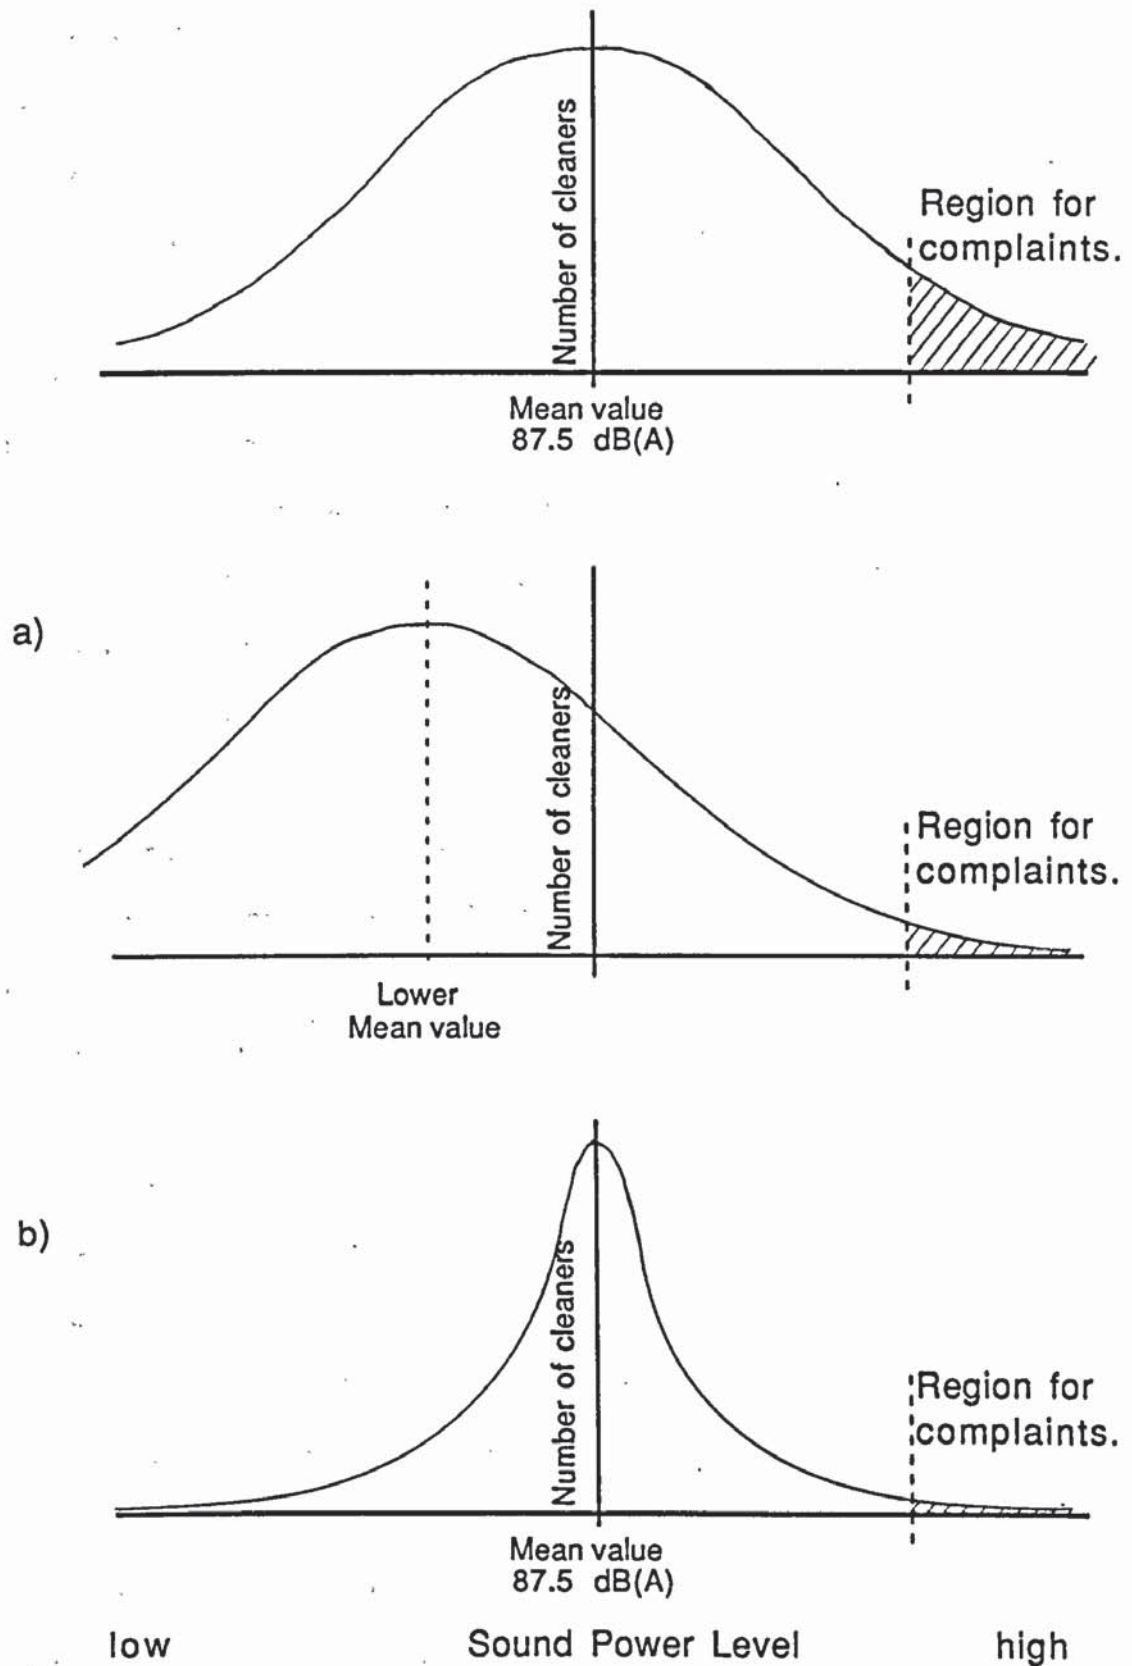 Number of cleaners
Region for
complaints.
Mean value
87.5 dB(A)
a)
Number of cleaners
Region for
complaints.
Lower
Mean value
b)
Number of cleaners
Region for
complaints.
Mean value
87.5 dB(A)
low Sound Power Level high